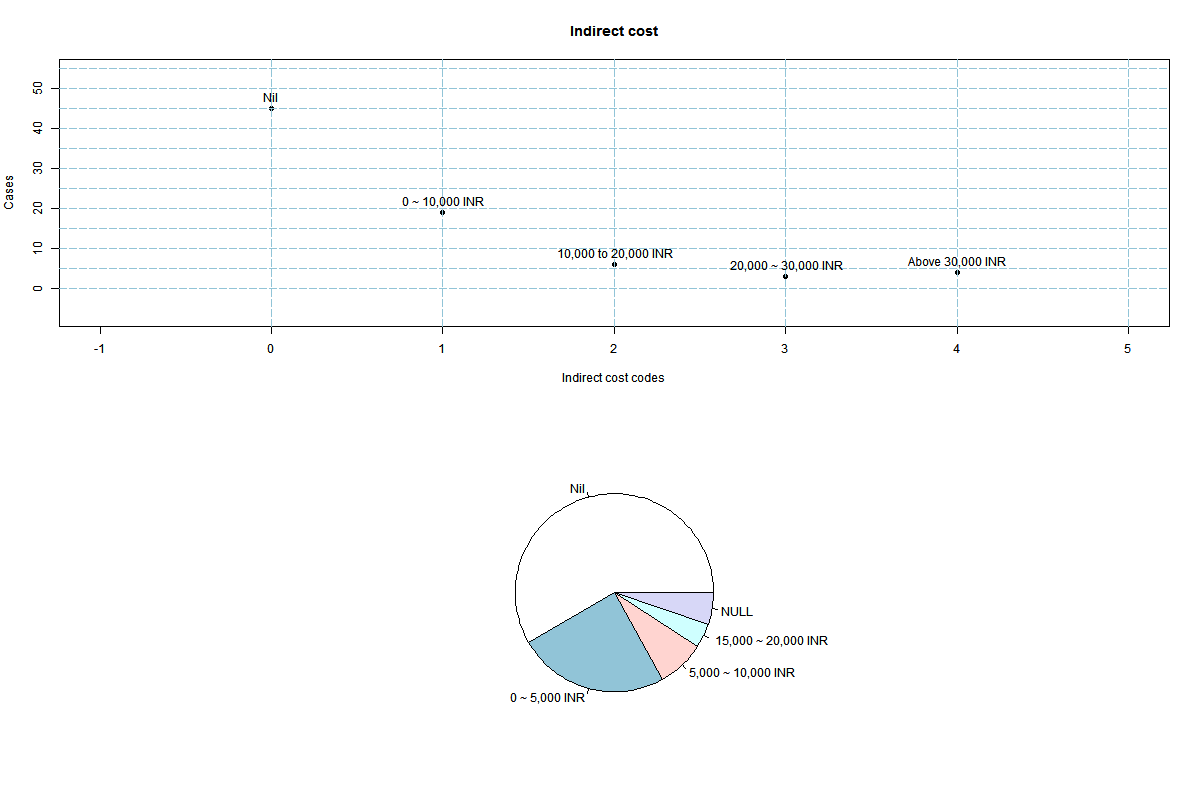 Indirect cost
Cases
50
40
30
20
10
0
Nil
0 ~ 10,000 INR
10,000 to 20,000 INR
20,000 ~ 30,000 INR
Above 30,000 INR
-1 0 1 2 3 4 5
Indirect cost codes
Nil
NULL
15,000 ~ 20,000 INR
5,000 ~ 10,000 INR
0 ~ 5,000 INR